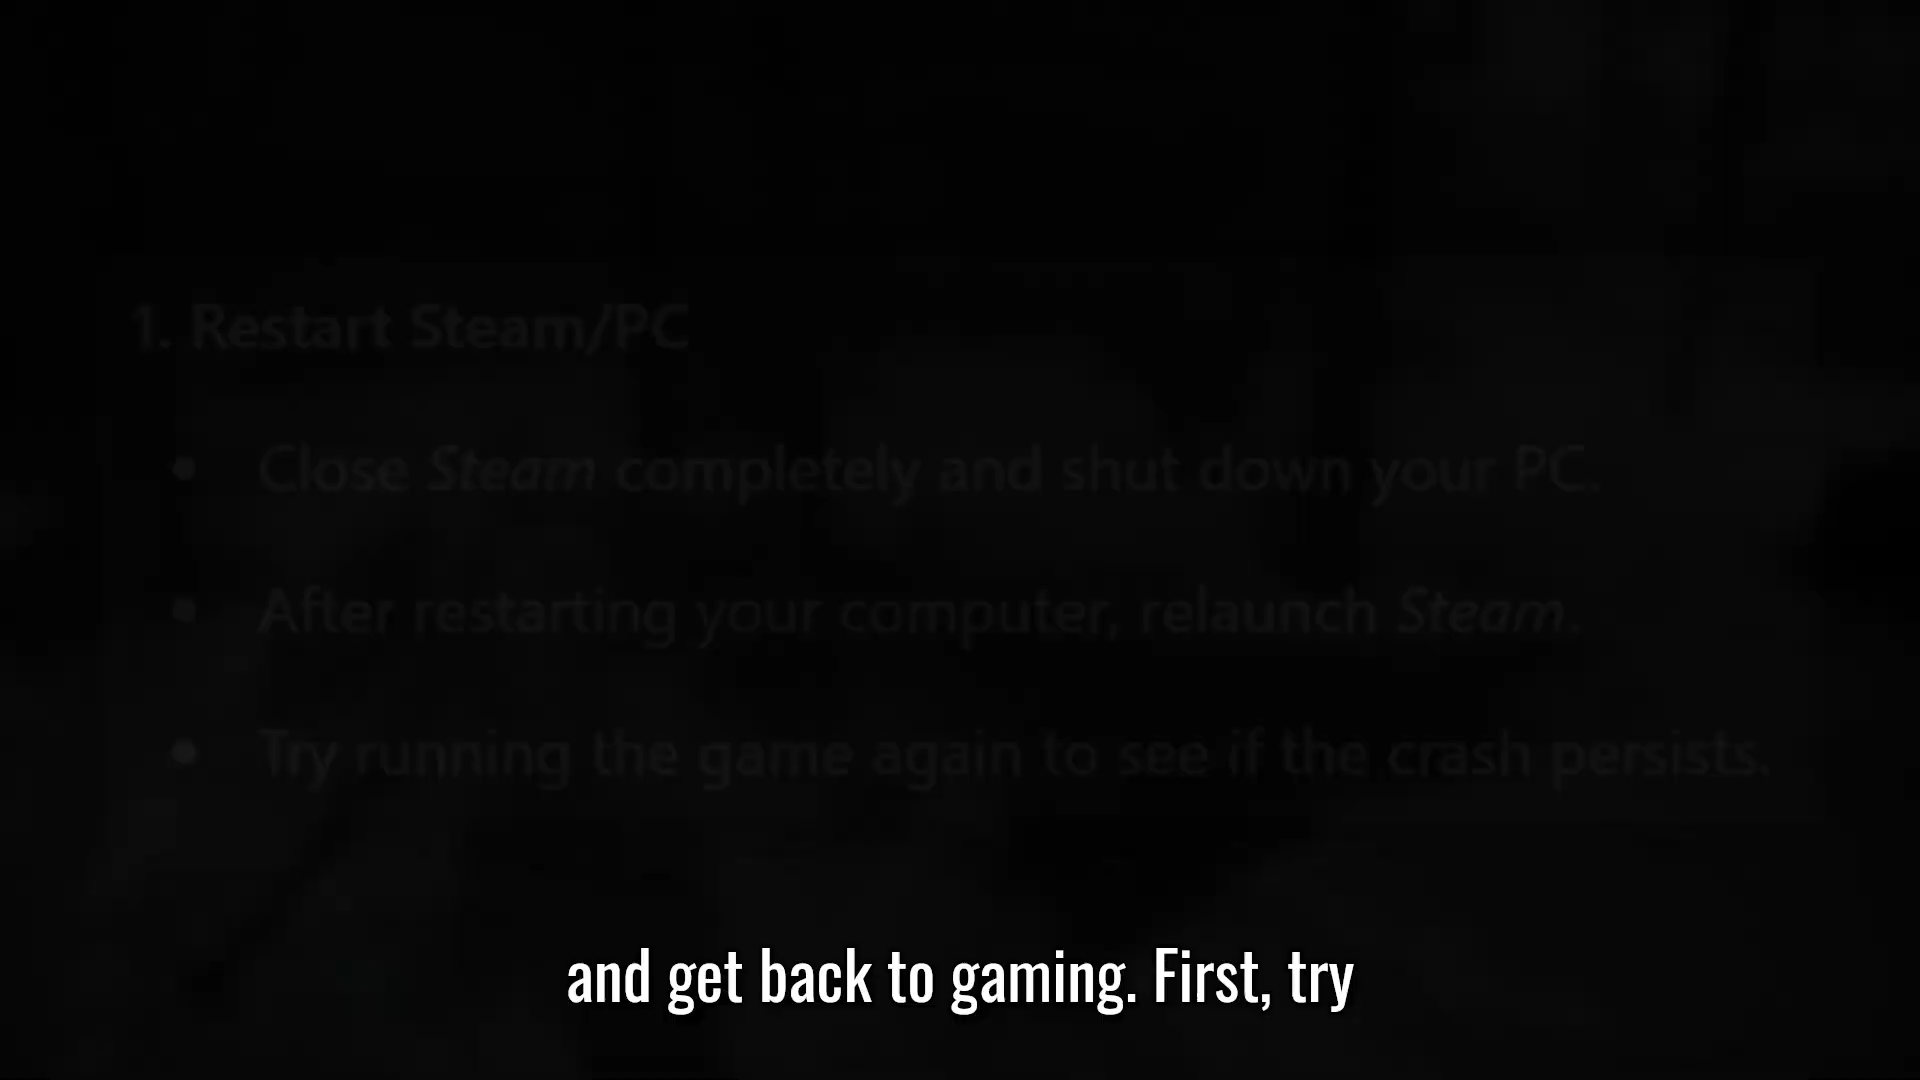 1. Restart Steam/PC
• Close Steam completely and shut down your PC.
• After restarting your computer, relaunch Steam.
• Try running the game again to see if the crash persists.
and get back to gaming. First, try